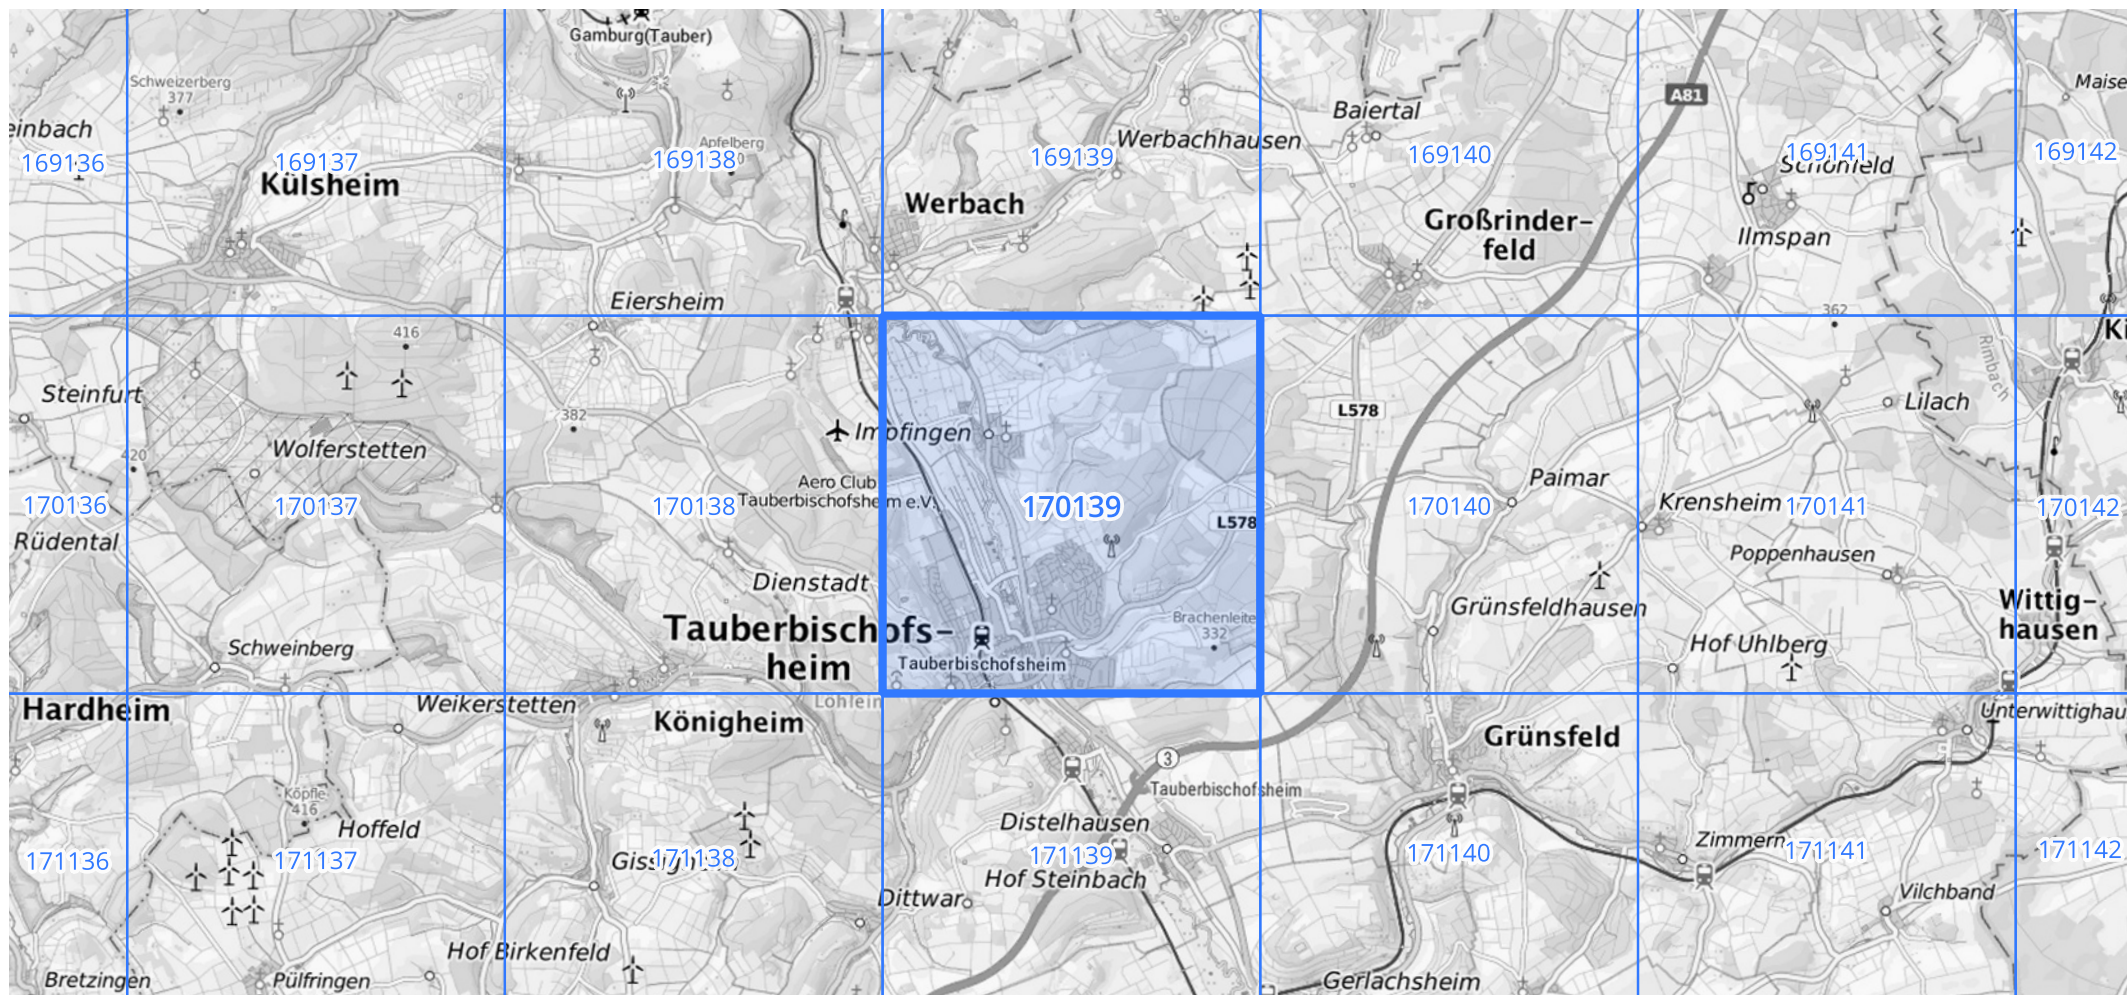 Gamburg(Tauber)
Schweizerberg
377
A81
Maise
Baiertal
einbach
Apfelberg
Werbachhausen
169136
169137
169138
169139
169140
169141
169142
Schönfeld
Külsheim
Werbach
Großrinder-
feld
Ilmspan
Eiersheim
362
416
Ki
Rimbach
Steinfurt
382
L578
Lilach
Impfingen
Wolferstetten
420
Aero Club
Tauberbischofsheim e.V.
Paimar
170136
170137
170138
170139
170140
Krensheim
170141
170142
L578
Rüdental
Poppenhausen
Dienstadt
Grünsfeldhausen
Wittig-
hausen
Brachenleite
332
Tauberbischofs-
heim
Schweinberg
Hof Uhlberg
Tauberbischofsheim
Hardheim
Weikerstetten
Königheim
Löhlein
Grünsfeld
Unterwittighau
3
Tauberbischofsheim
Köpfle
416
Hoffeld
Distelhausen
Zimmern
171136
171137
171138
171139
171140
171141
171142
Hof Steinbach
Dittwar
Vilchband
Hof Birkenfeld
Bretzingen
Pülfringen
Gerlachsheim